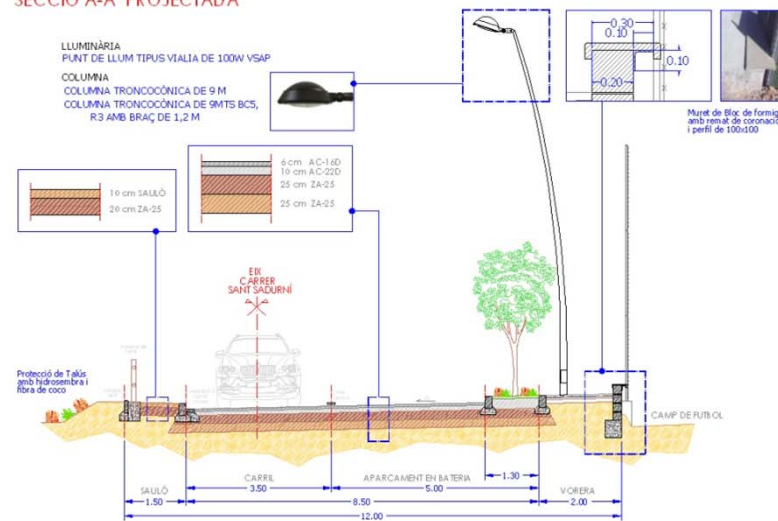 SECCIÓ A-A' PROJECTADA
LLUMINÀRIA
PUNT DE LLUM TIPUS VIALIA DE 100W VSAP
COLUMNA
COLUMNA TRONCOCÒNICA DE 9 M
COLUMNA TRONCOCÒNICA DE 9MTS BC5,
R3 AMB BRAÇ DE 1,2 M
0.30
0.10
0.10
0.20
Muret de Bloc de formig
amb remat de coronació
i perfil de 100x100
6 cm AC-16D
10 cm AC-22D
25 cm ZA-25
25 cm ZA-25
10 cm SAULÓ
20 cm ZA-25
EIX
CARRER
SANT SADURNÍ
Protecció de Talús
amb hidrosembra i
fibra de coco
CAMP DE FUTBOL
SAULÓ
CARRIL
APARCAMENT EN BATERIA
1.30
VORERA
1.50
3.50
5.00
8.50
2.00
12.00